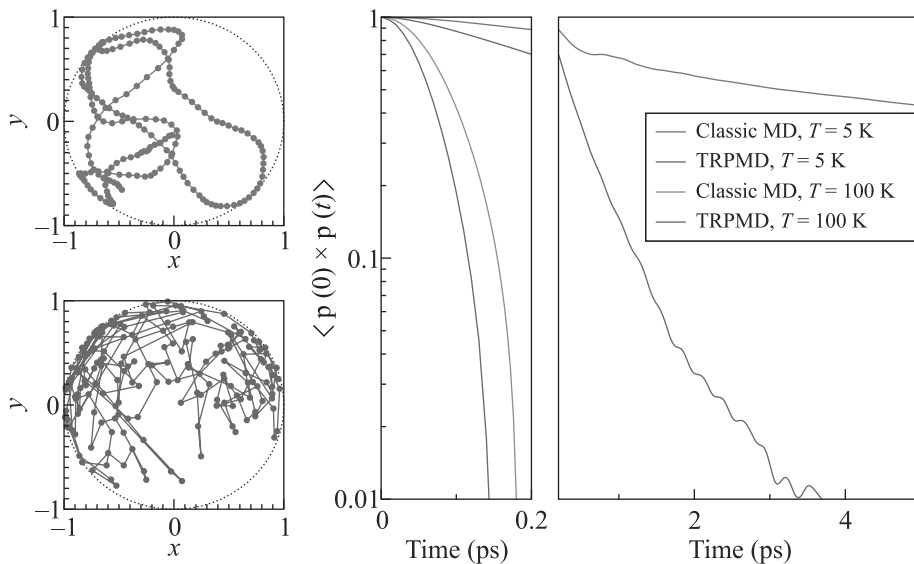 1
y
0
−1
−1
0
1
x
1
y
0
−1
−1
0
1
x
< p (0) × p (t) >
1
0.1
0.01
0
0.2
Time (ps)
Classic MD, T = 5 K
TRPMD, T = 5 K
Classic MD, T = 100 K
TRPMD, T = 100 K
2
4
Time (ps)